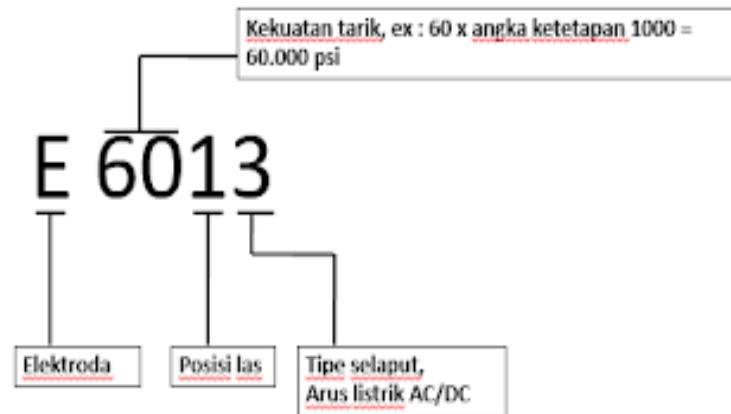 Kekuatan tarik, ex : 60 x angka ketetapan 1000 =
60.000 psi
E 6013
Elektroda
Posisi las
Tipe selaput,
Arus listrik AC/DC